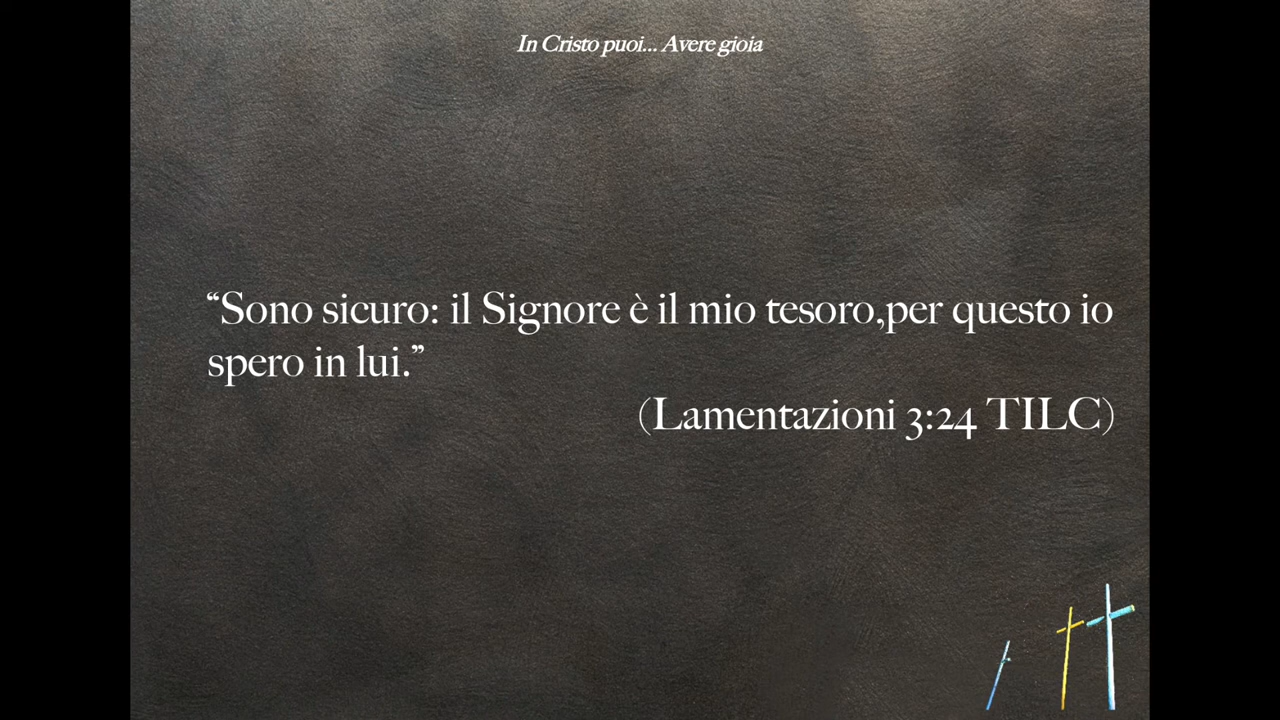 In Cristo puoi... Avere gioia
“Sono sicuro: il Signore è il mio tesoro,per questo io
spero in lui.”
(Lamentazioni 3:24 TILC)